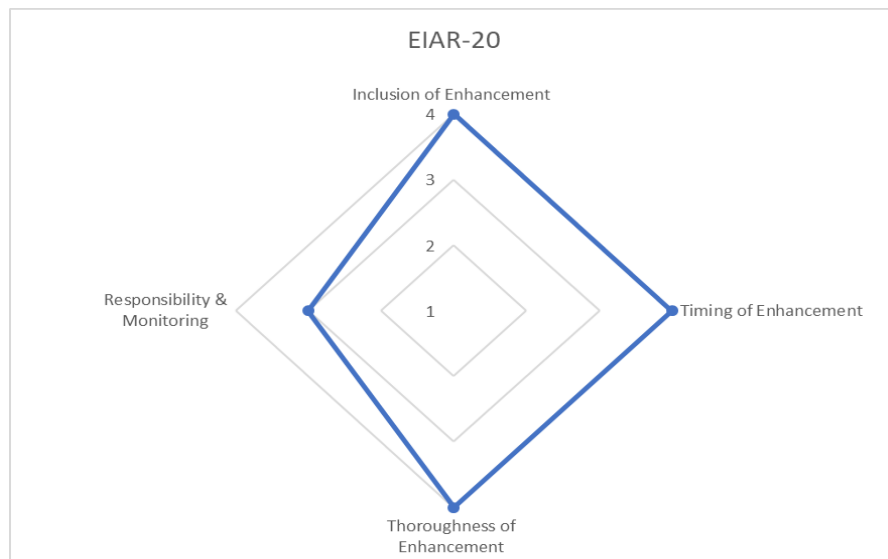 EIAR-20
Inclusion of Enhancement
4
3
2
1
Responsibility &
Monitoring
Timing of Enhancement
Thoroughness of
Enhancement